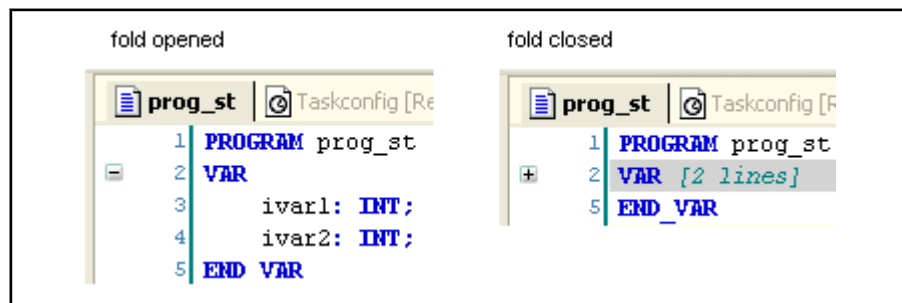 fold opened
prog_st Taskconfig [Re
1 PROGRAM prog_st
2 VAR
3 ivar1: INT;
4 ivar2: INT;
5 END_VAR
fold closed
prog_st Taskconfig [R
1 PROGRAM prog_st
2 VAR [2 lines]
5 END_VAR